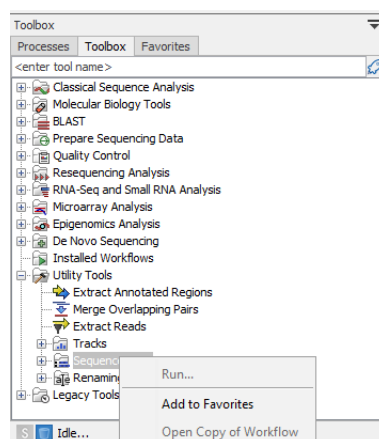 Toolbox
Processes Toolbox Favorites
<enter tool name>
Classical Sequence Analysis
Molecular Biology Tools
BLAST
Prepare Sequencing Data
Quality Control
Resequencing Analysis
RNA-Seq and Small RNA Analysis
Microarray Analysis
Epigenomics Analysis
De Novo Sequencing
Installed Workflows
Utility Tools
Extract Annotated Regions
Merge Overlapping Pairs
Extract Reads
Tracks
Sequence
Run...
Renaming
Add to Favorites
Legacy Tools
Open Copy of Workflow
S Idle...